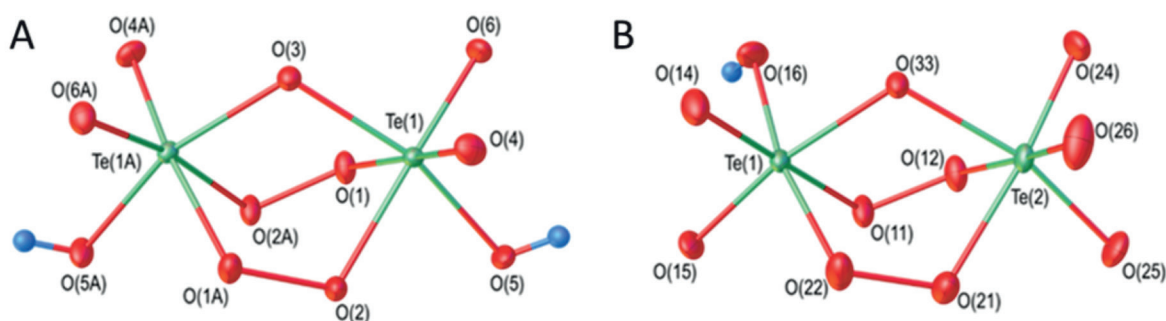 A
O(4A)
O(3)
O(6)
O(6A)
Te(1)
O(4)
Te(1A)
O(1)
O(2A)
O(5A)
O(1A)
O(2)
O(5)
B
O(14)
O(16)
O(33)
O(24)
O(26)
O(12)
Te(1)
Te(2)
O(11)
O(15)
O(22)
O(21)
O(25)